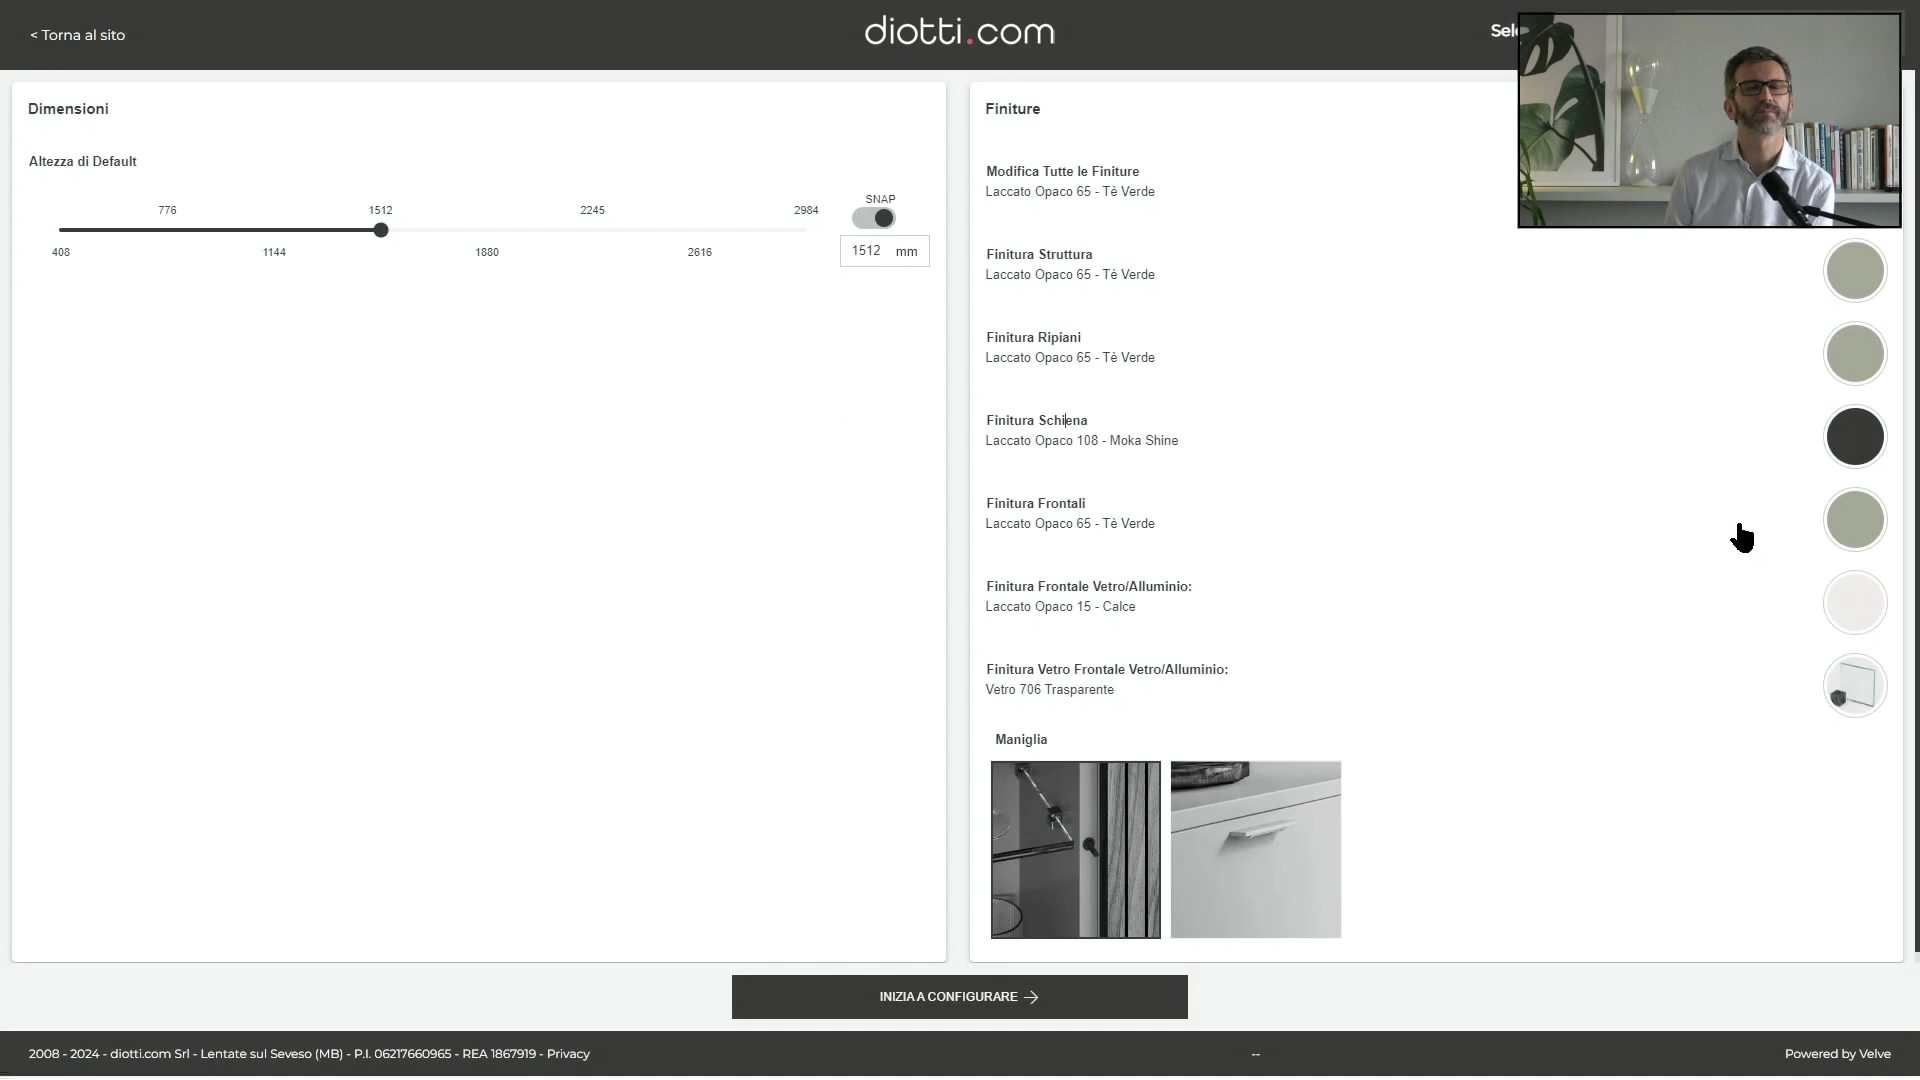 < Torna al sito
diotti.com
Dimensioni
Altezza di Default
776 1512 2245 2984
408 1144 1880 2616
SNAP
1512 mm
Finiture
Modifica Tutte le Finiture
Laccato Opaco 65 - Tè Verde
Finitura Struttura
Laccato Opaco 65 - Tè Verde
Finitura Ripiani
Laccato Opaco 65 - Tè Verde
Finitura Schiena
Laccato Opaco 108 - Moka Shine
Finitura Frontali
Laccato Opaco 65 - Tè Verde
Finitura Frontale Vetro/Alluminio:
Laccato Opaco 15 - Calce
Finitura Vetro Frontale Vetro/Alluminio:
Vetro 706 Trasparente
Maniglia
INIZIA A CONFIGURARE →
2008 - 2024 - diotti.com Srl - Lentate sul Seveso (MB) - P.I. 06217660965 - REA 1867919 - Privacy
--
Powered by Velve